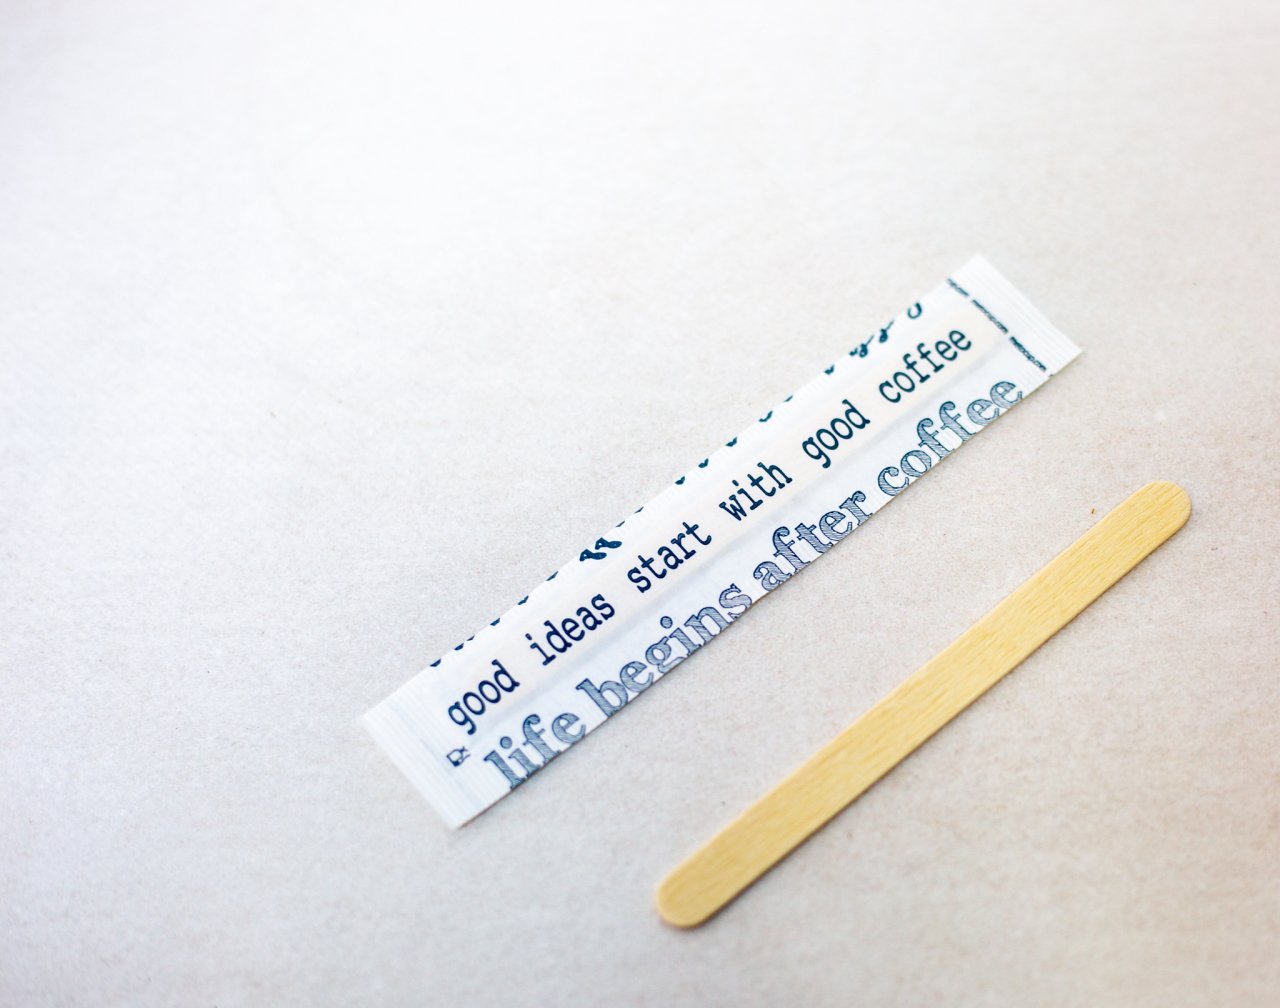 good ideas start with good coffee
life begins after coffee